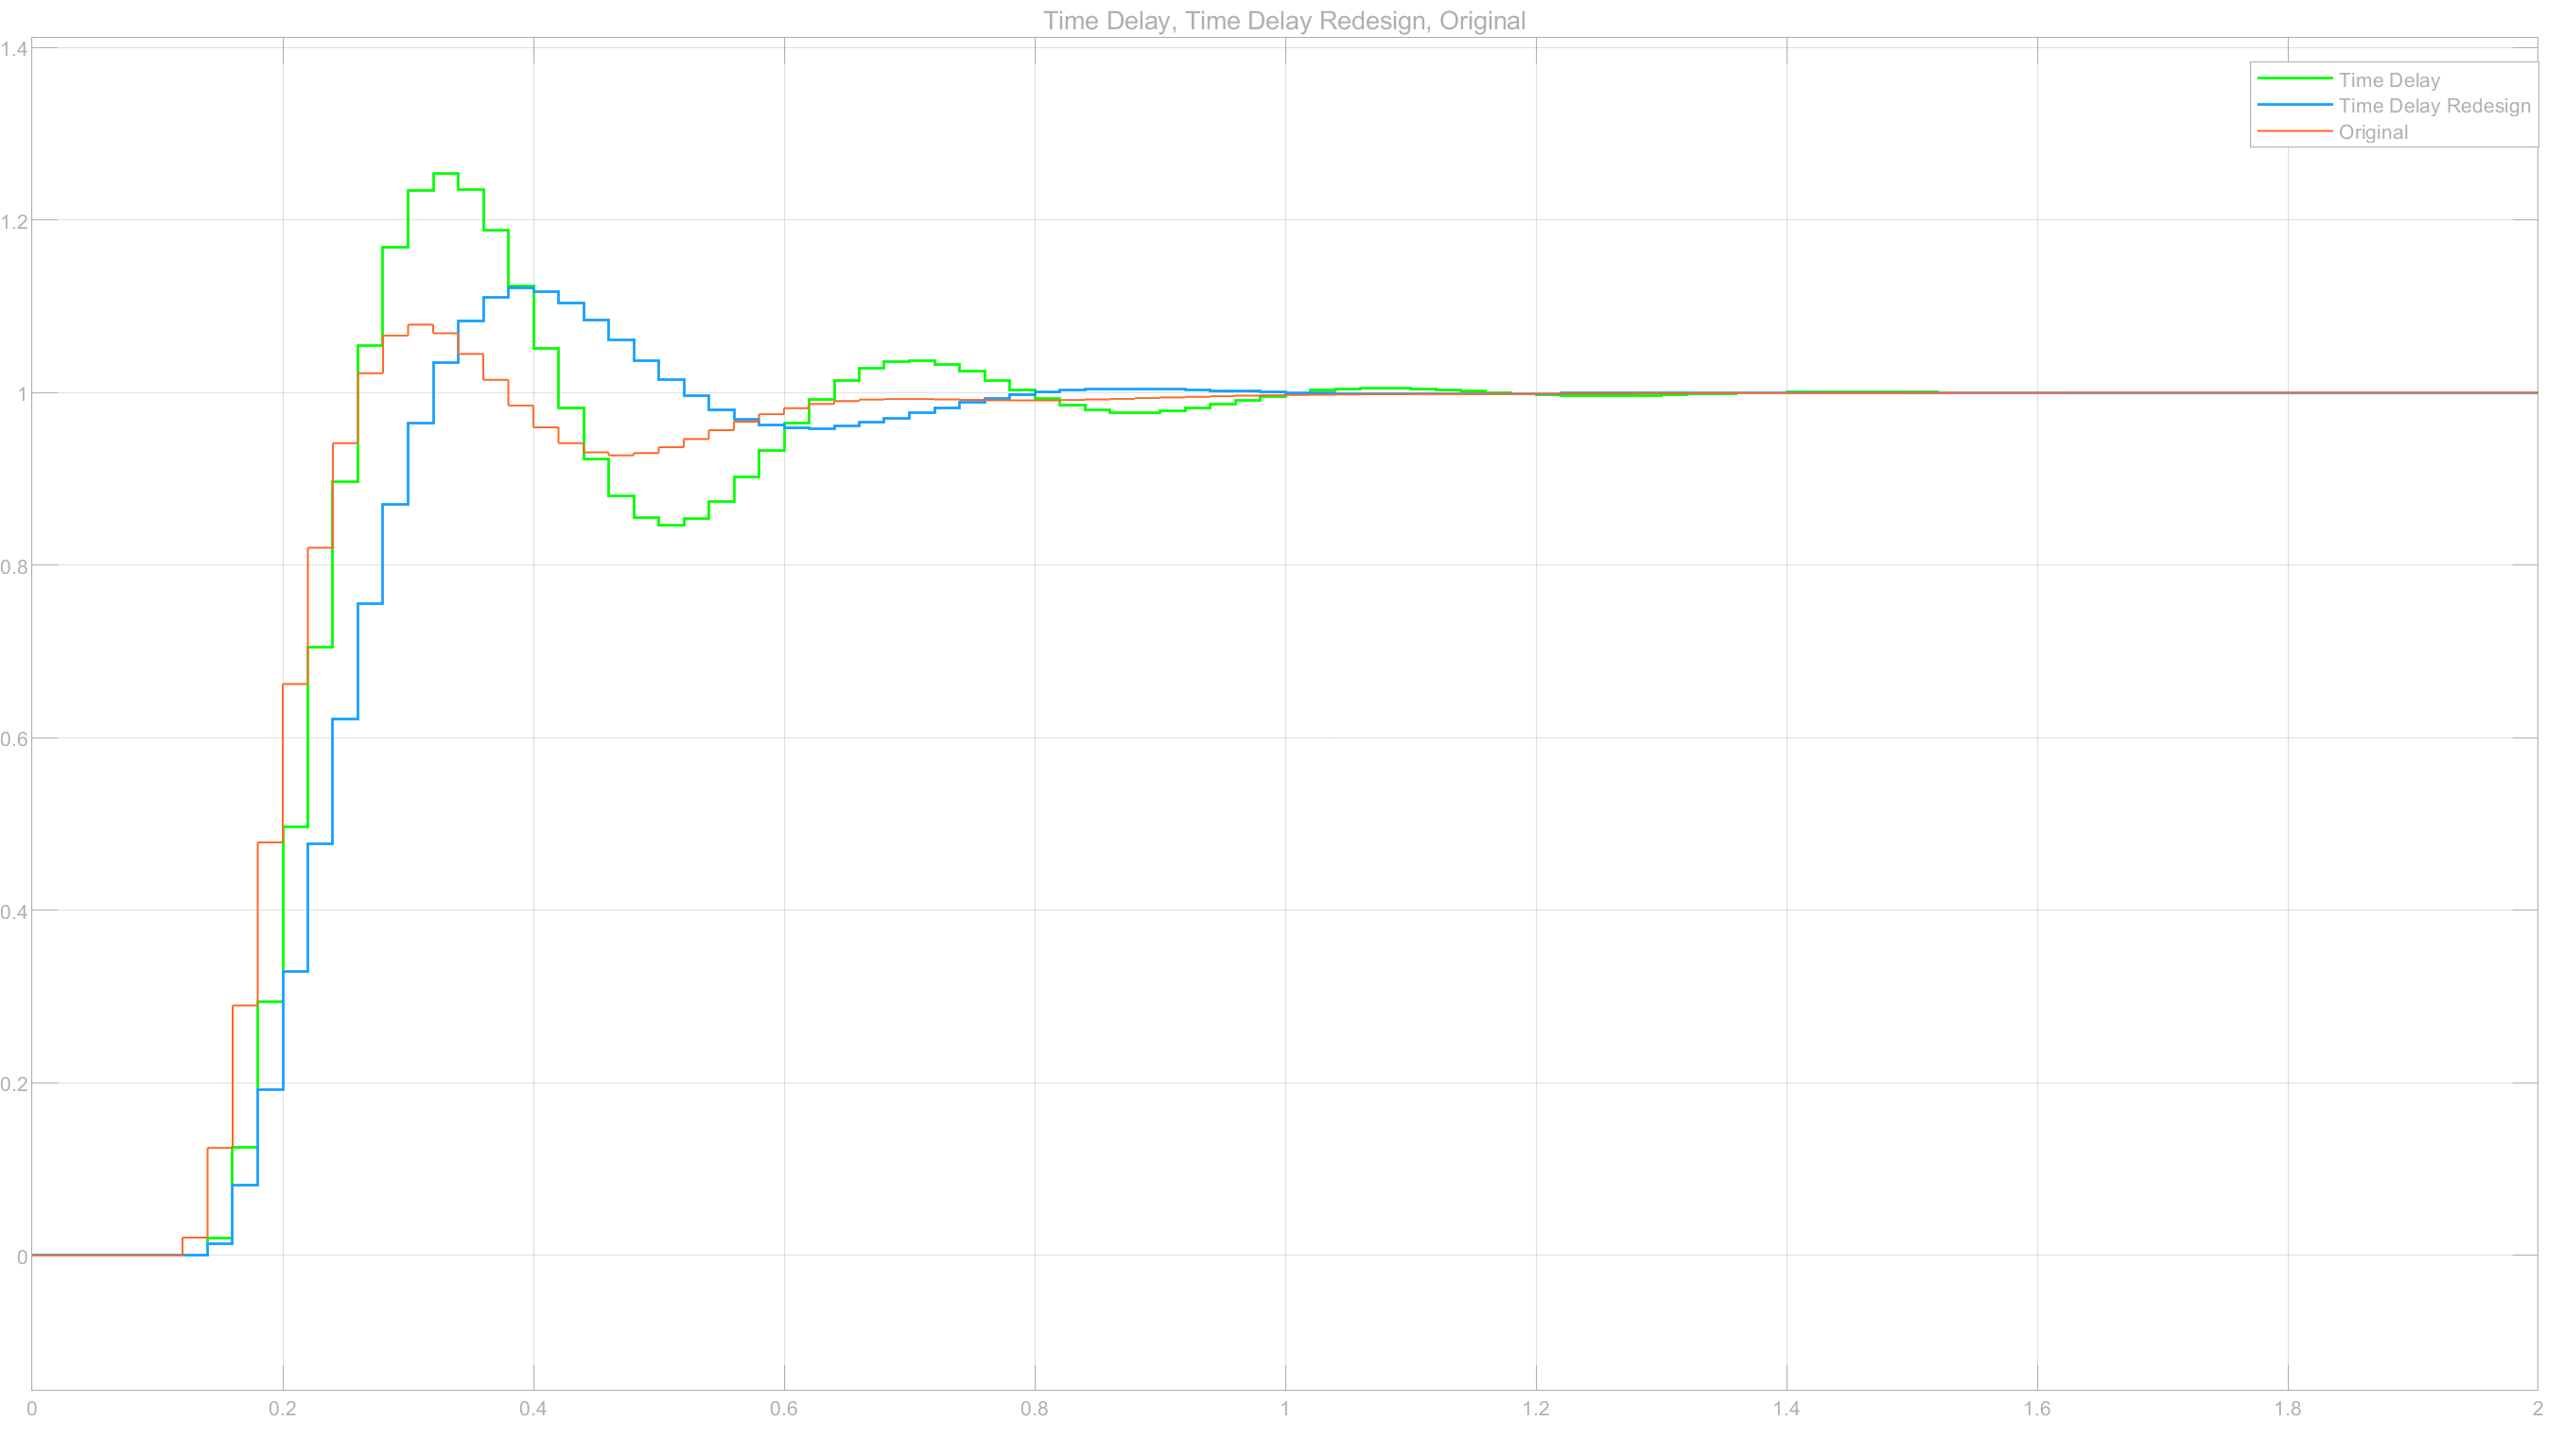 Time Delay, Time Delay Redesign, Original
Time Delay
Time Delay Redesign
Original
1.4
1.2
1
0.8
0.6
0.4
0.2
0
0 0.2 0.4 0.6 0.8 1 1.2 1.4 1.6 1.8 2